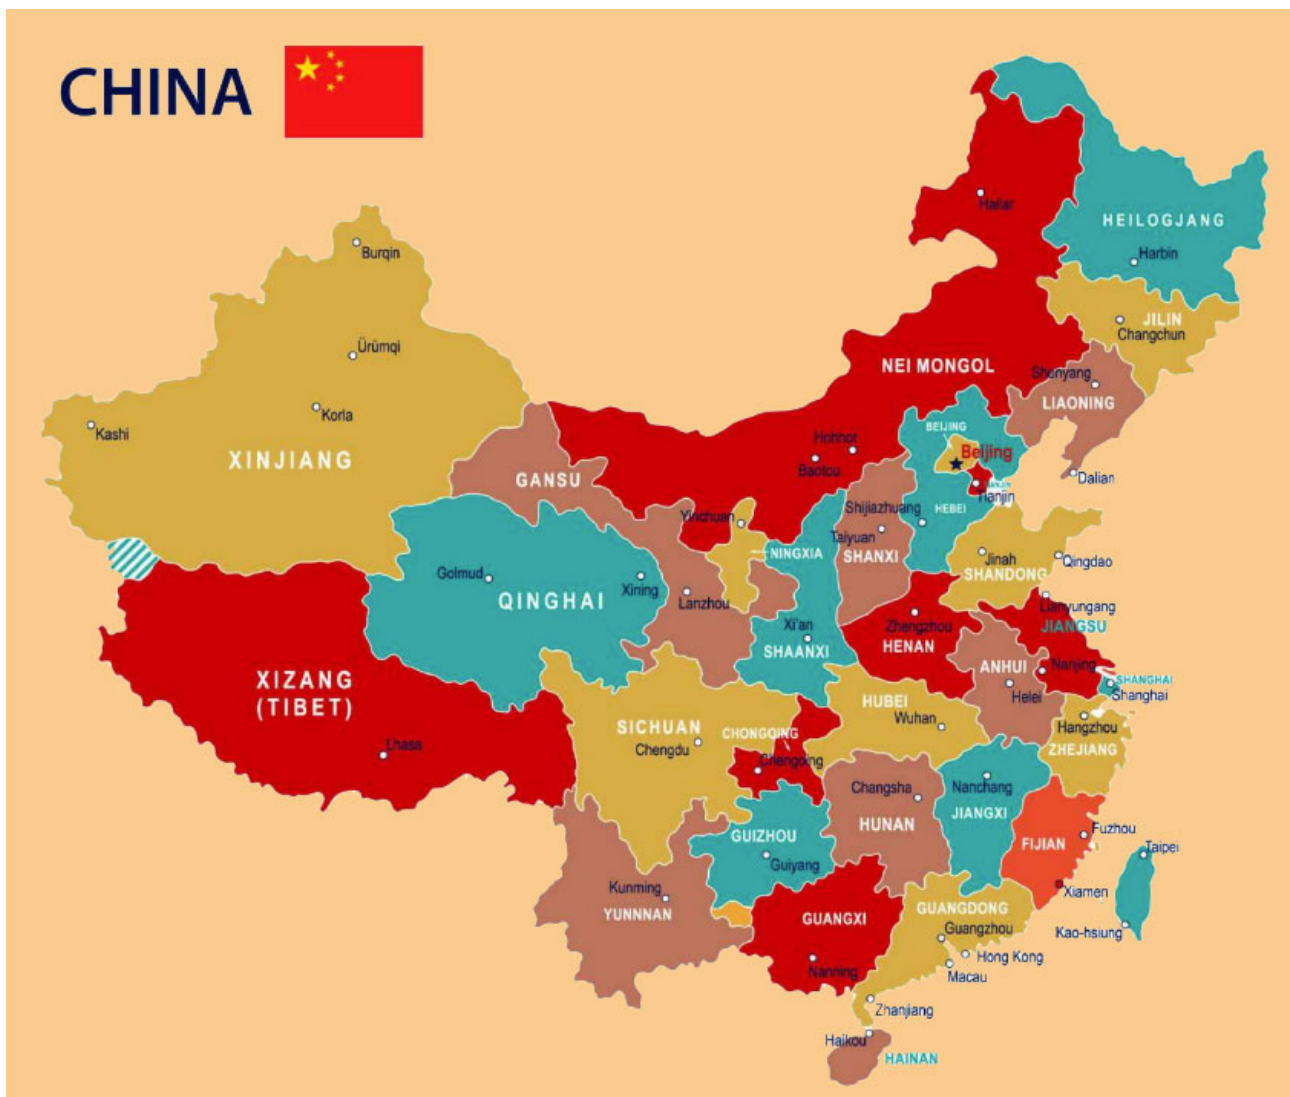 CHINA
Hailar
HEILOGJANG
Harbin
Burqin
JILIN
Changchun
Ürümqi
NEI MONGOL
Shenyang
LIAONING
Korla
Kashi
XINJIANG
BEIJING
Hohhot
Beijing
Baotou
GANSU
Dalian
TIANJIN
Tianjin
Shijiazhuang
HEBEI
Yinchuan
Taiyuan
SHANXI
NINGXIA
Jinah
Qingdao
SHANDONG
Golmud
Xining
QINGHAI
Lanzhou
Lianyungang
Xi'an
Zhengzhou
JIANGSU
HENAN
SHAANXI
ANHUI
Nanjing
XIZANG
(TIBET)
SHANGHAI
Shanghai
Helei
HUBEI
Wuhan
SICHUAN
Chengdu
CHONGQING
Hangzhou
ZHEJIANG
Lhasa
Chengqing
Changsha
Nanchang
HUNAN
JIANGXI
GUIZHOU
Guiyang
FIJIAN
Fuzhou
Taipei
Kunming
YUNNNAN
Xiamen
GUANGXI
GUANGDONG
Guangzhou
Kao-hsiung
Hong Kong
Macau
Nanning
Zhanjiang
Haikou
HAINAN